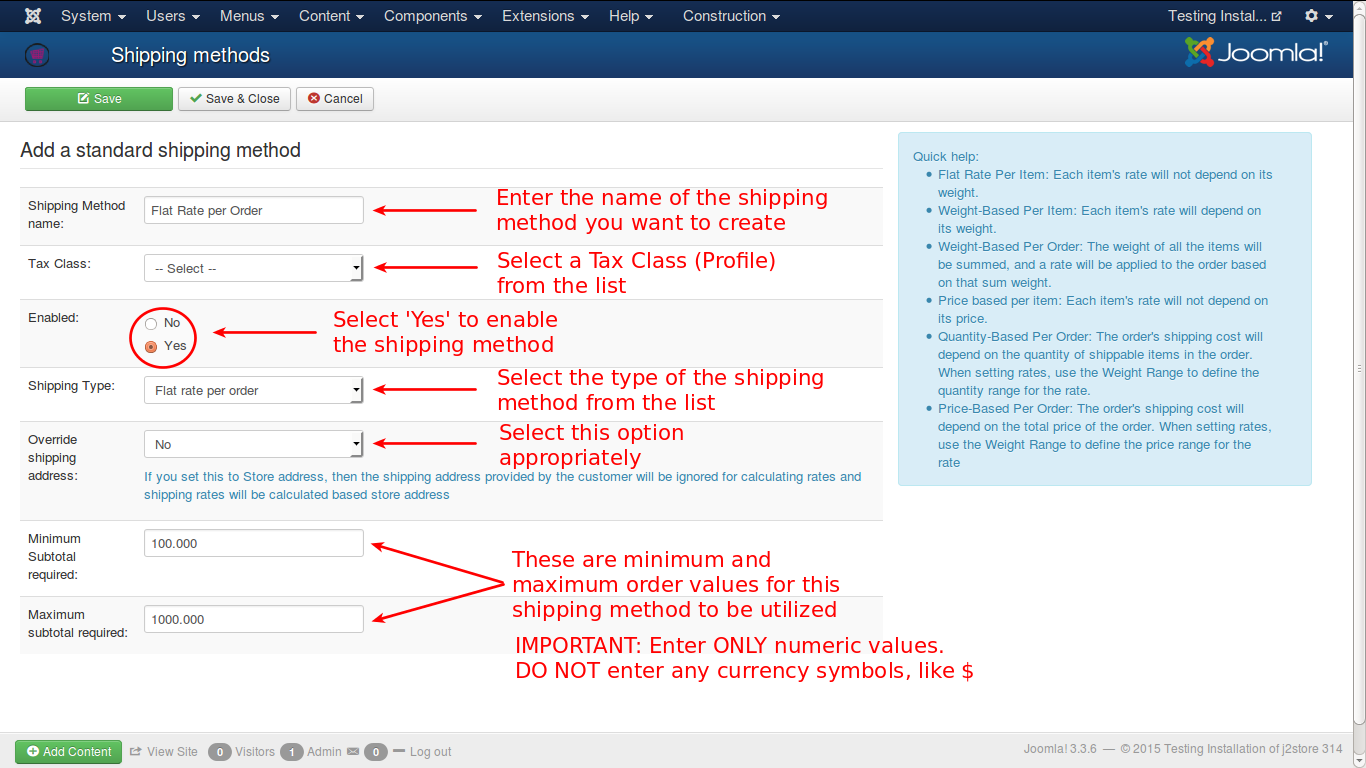 System Users Menus Content Components Extensions Help Construction Testing Instal...
Shipping methods
Joomla!®
Save Save & Close Cancel
Add a standard shipping method
Shipping Method
name:
Flat Rate per Order
Enter the name of the shipping
method you want to create
Tax Class:
-- Select --
Select a Tax Class (Profile)
from the list
Enabled:
No
Yes
Select 'Yes' to enable
the shipping method
Shipping Type:
Flat rate per order
Select the type of the shipping
method from the list
Override
shipping
address:
No
Select this option
appropriately
If you set this to Store address, then the shipping address provided by the customer will be ignored for calculating rates and
shipping rates will be calculated based store address
Minimum
Subtotal
required:
100.000
Maximum
subtotal required:
1000.000
These are minimum and
maximum order values for this
shipping method to be utilized
IMPORTANT: Enter ONLY numeric values.
DO NOT enter any currency symbols, like $
Quick help:
Flat Rate Per Item: Each item's rate will not depend on its
weight.
Weight-Based Per Item: Each item's rate will depend on
its weight.
Weight-Based Per Order: The weight of all the items will
be summed, and a rate will be applied to the order based
on that sum weight.
Price based per item: Each item's rate will not depend on
its price.
Quantity-Based Per Order: The order's shipping cost will
depend on the quantity of shippable items in the order.
When setting rates, use the Weight Range to define the
quantity range for the rate.
Price-Based Per Order: The order's shipping cost will
depend on the total price of the order. When setting rates,
use the Weight Range to define the price range for the
rate
Add Content View Site 0 Visitors 1 Admin 0 Log out
Joomla! 3.3.6 — © 2015 Testing Installation of j2store 314